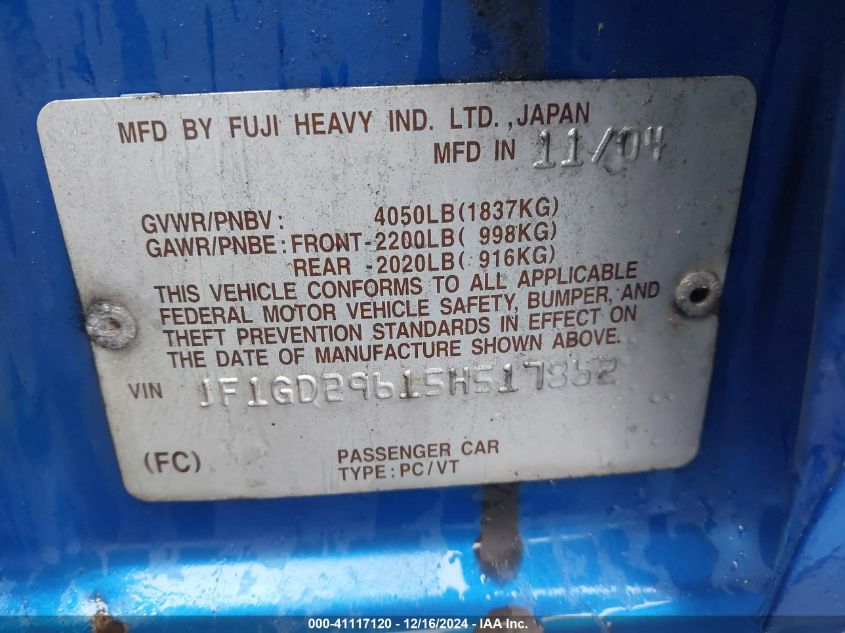 MFD BY FUJI HEAVY IND. LTD.,JAPAN
MFD IN 11/04
GVWR/PNBV: 4050LB(1837KG)
GAWR/PNBE:FRONT-2200LB( 998KG)
REAR -2020LB( 916KG)
THIS VEHICLE CONFORMS TO ALL APPLICABLE
FEDERAL MOTOR VEHICLE SAFETY, BUMPER, AND
THEFT PREVENTION STANDARDS IN EFFECT ON
THE DATE OF MANUFACTURE SHOWN ABOVE.
VIN JF1GD29615H517862
(FC) PASSENGER CAR
TYPE:PC/VT
000-41117120 - 12/16/2024 - IAA Inc.